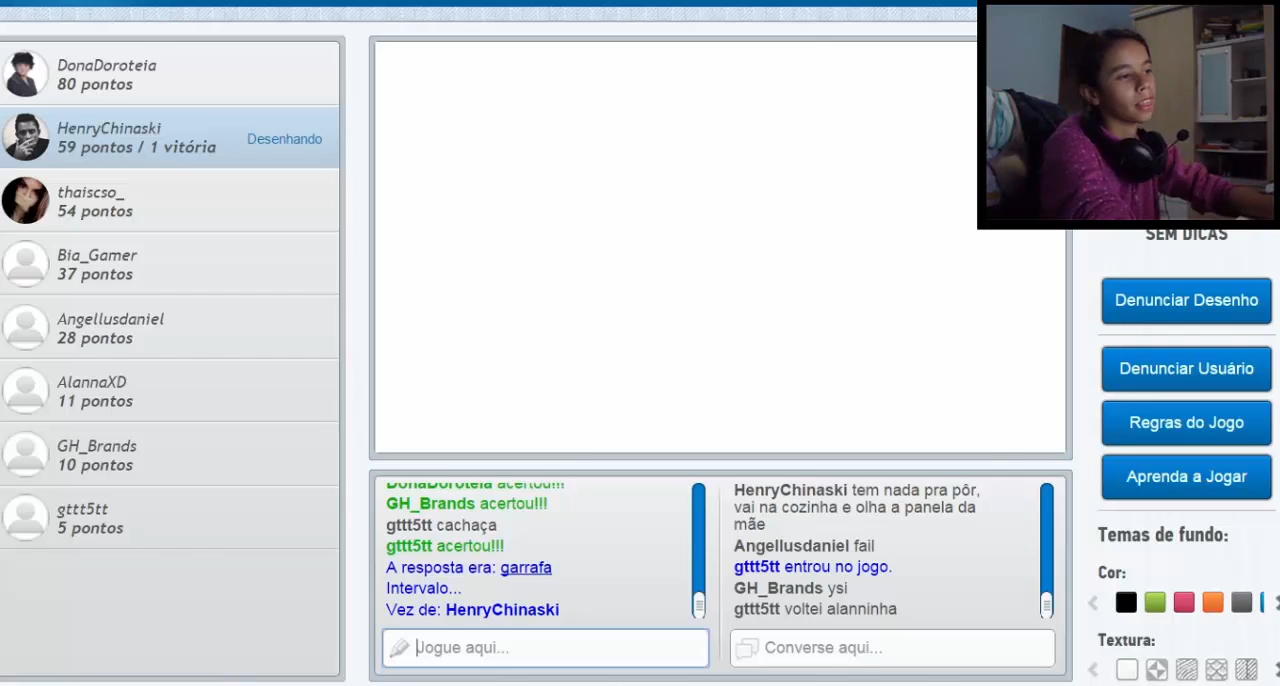 DonaDoroteia
80 pontos
HenryChinaski
59 pontos / 1 vitória
Desenhando
thaiscso_
54 pontos
Bia_Gamer
37 pontos
Angellusdaniel
28 pontos
AlannaXD
11 pontos
GH_Brands
10 pontos
gttt5tt
5 pontos
DonaDoroteia acertou!!!
GH_Brands acertou!!!
gttt5tt cachaça
gttt5tt acertou!!!
A resposta era: garrafa
Intervalo...
Vez de: HenryChinaski
Jogue aqui...
HenryChinaski tem nada pra pôr,
vai na cozinha e olha a panela da
mãe
Angellusdaniel fail
gttt5tt entrou no jogo.
GH_Brands ysi
gttt5tt voltei alanninha
Converse aqui...
SEM DICAS
Denunciar Desenho
Denunciar Usuário
Regras do Jogo
Aprenda a Jogar
Temas de fundo:
Cor:
Textura: